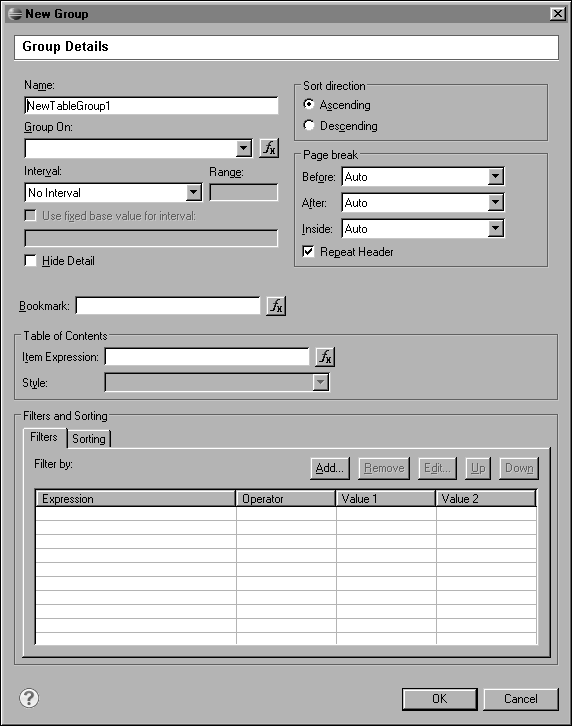 New Group
Group Details
Name:
NewTableGroup1
Group On:
fx
Interval:
Range:
No Interval
Use fixed base value for interval:
Hide Detail
Sort direction
Ascending
Descending
Page break
Before: Auto
After: Auto
Inside: Auto
Repeat Header
Bookmark:
fx
Table of Contents
Item Expression:
fx
Style:
Filters and Sorting
Filters Sorting
Filter by:
Add... Remove Edit... Up Down
Expression Operator Value 1 Value 2
?
OK Cancel